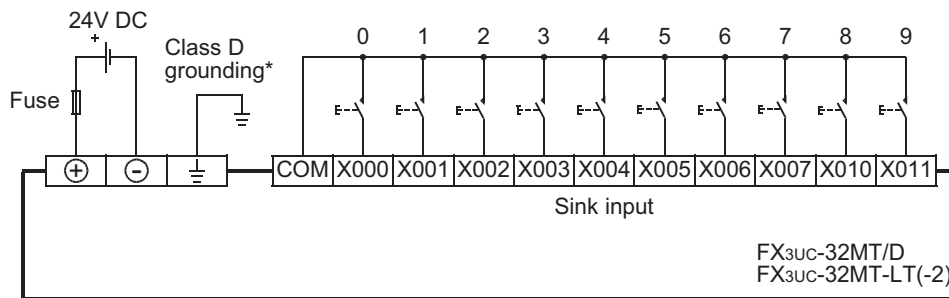 24V DC
+
Class D
grounding*
Fuse
0 1 2 3 4 5 6 7 8 9
+ - COM X000 X001 X002 X003 X004 X005 X006 X007 X010 X011
Sink input
FX3UC-32MT/D
FX3UC-32MT-LT(-2)